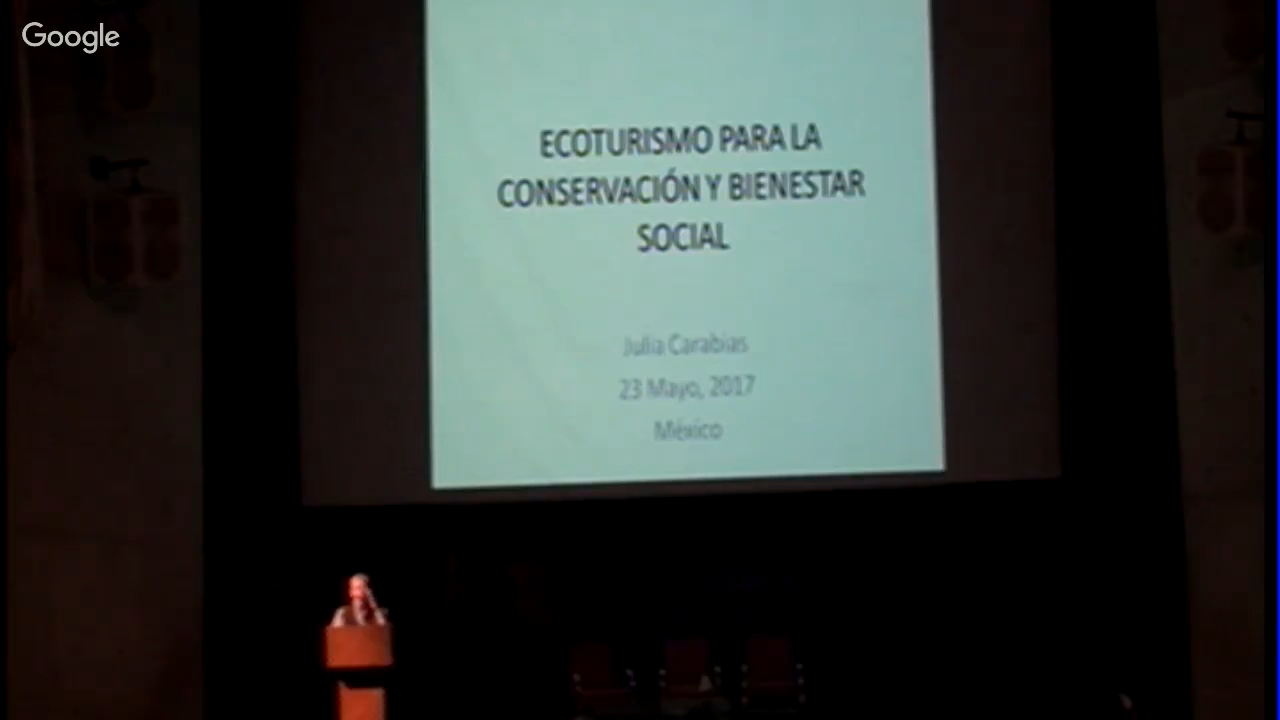 Google
ECOTURISMO PARA LA
CONSERVACIÓN Y BIENESTAR
SOCIAL
Julia Carabias
23 Mayo, 2017
México